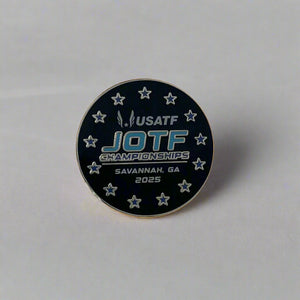 USATF
JOTF
CHAMPIONSHIPS
SAVANNAH, GA
2025